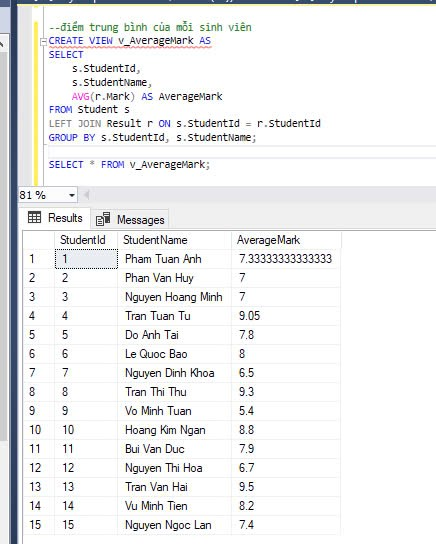 --điểm trung bình của mỗi sinh viên
CREATE VIEW v_AverageMark AS
SELECT
s.StudentId,
s.StudentName,
AVG(r.Mark) AS AverageMark
FROM Student s
LEFT JOIN Result r ON s.StudentId = r.StudentId
GROUP BY s.StudentId, s.StudentName;
SELECT * FROM v_AverageMark;
81 %
Results Messages
StudentId StudentName AverageMark
1 1 Pham Tuan Anh 7.33333333333333
2 2 Phan Van Huy 7
3 3 Nguyen Hoang Minh 7
4 4 Tran Tuan Tu 9.05
5 5 Do Anh Tai 7.8
6 6 Le Quoc Bao 8
7 7 Nguyen Dinh Khoa 6.5
8 8 Tran Thi Thu 9.3
9 9 Vo Minh Tuan 5.4
10 10 Hoang Kim Ngan 8.8
11 11 Bui Van Duc 7.9
12 12 Nguyen Thi Hoa 6.7
13 13 Tran Van Hai 9.5
14 14 Vu Minh Tien 8.2
15 15 Nguyen Ngoc Lan 7.4